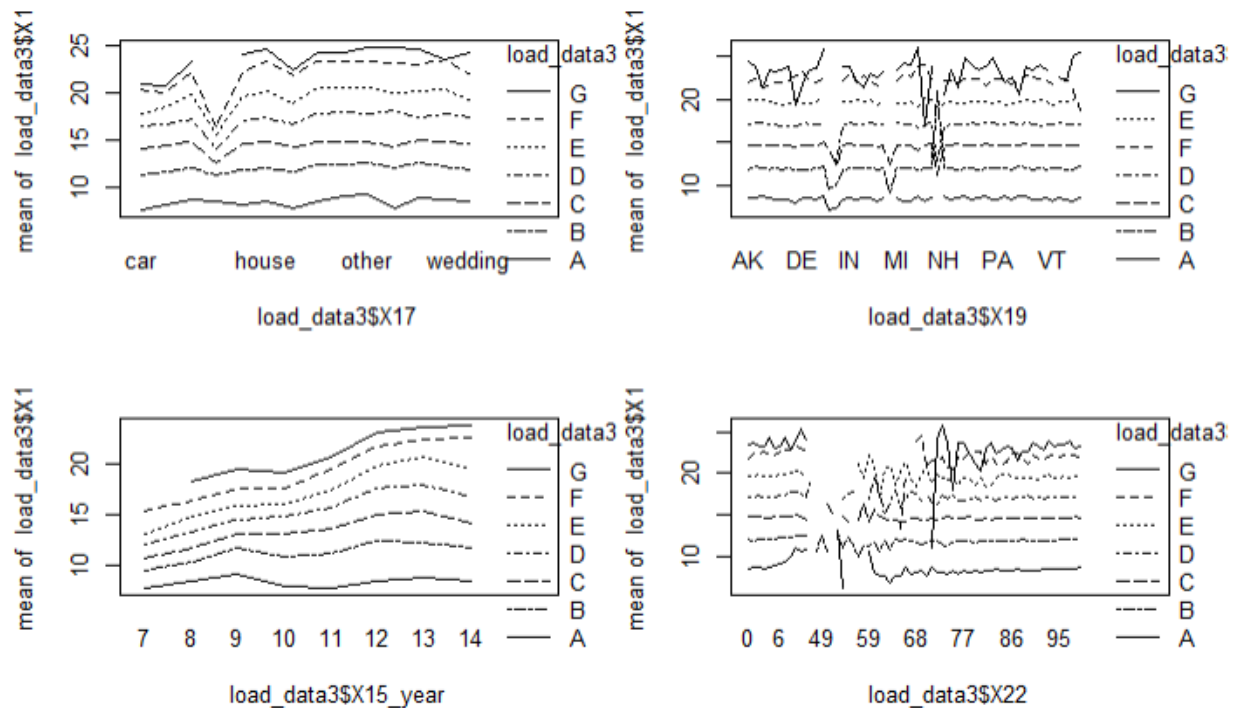 mean of load_data3$X1
25
20
15
10
car house other wedding
load_data3$X17
load_data3
G
F
E
D
C
B
A
mean of load_data3$X1
20
10
AK DE IN MI NH PA VT
load_data3$X19
load_data3
G
E
F
D
C
B
A
mean of load_data3$X1
20
15
10
7 8 9 10 11 12 13 14
load_data3$X15_year
load_data3
G
F
E
D
C
B
A
mean of load_data3$X1
20
10
0 6 49 59 68 77 86 95
load_data3$X22
load_data3
G
F
E
D
C
B
A